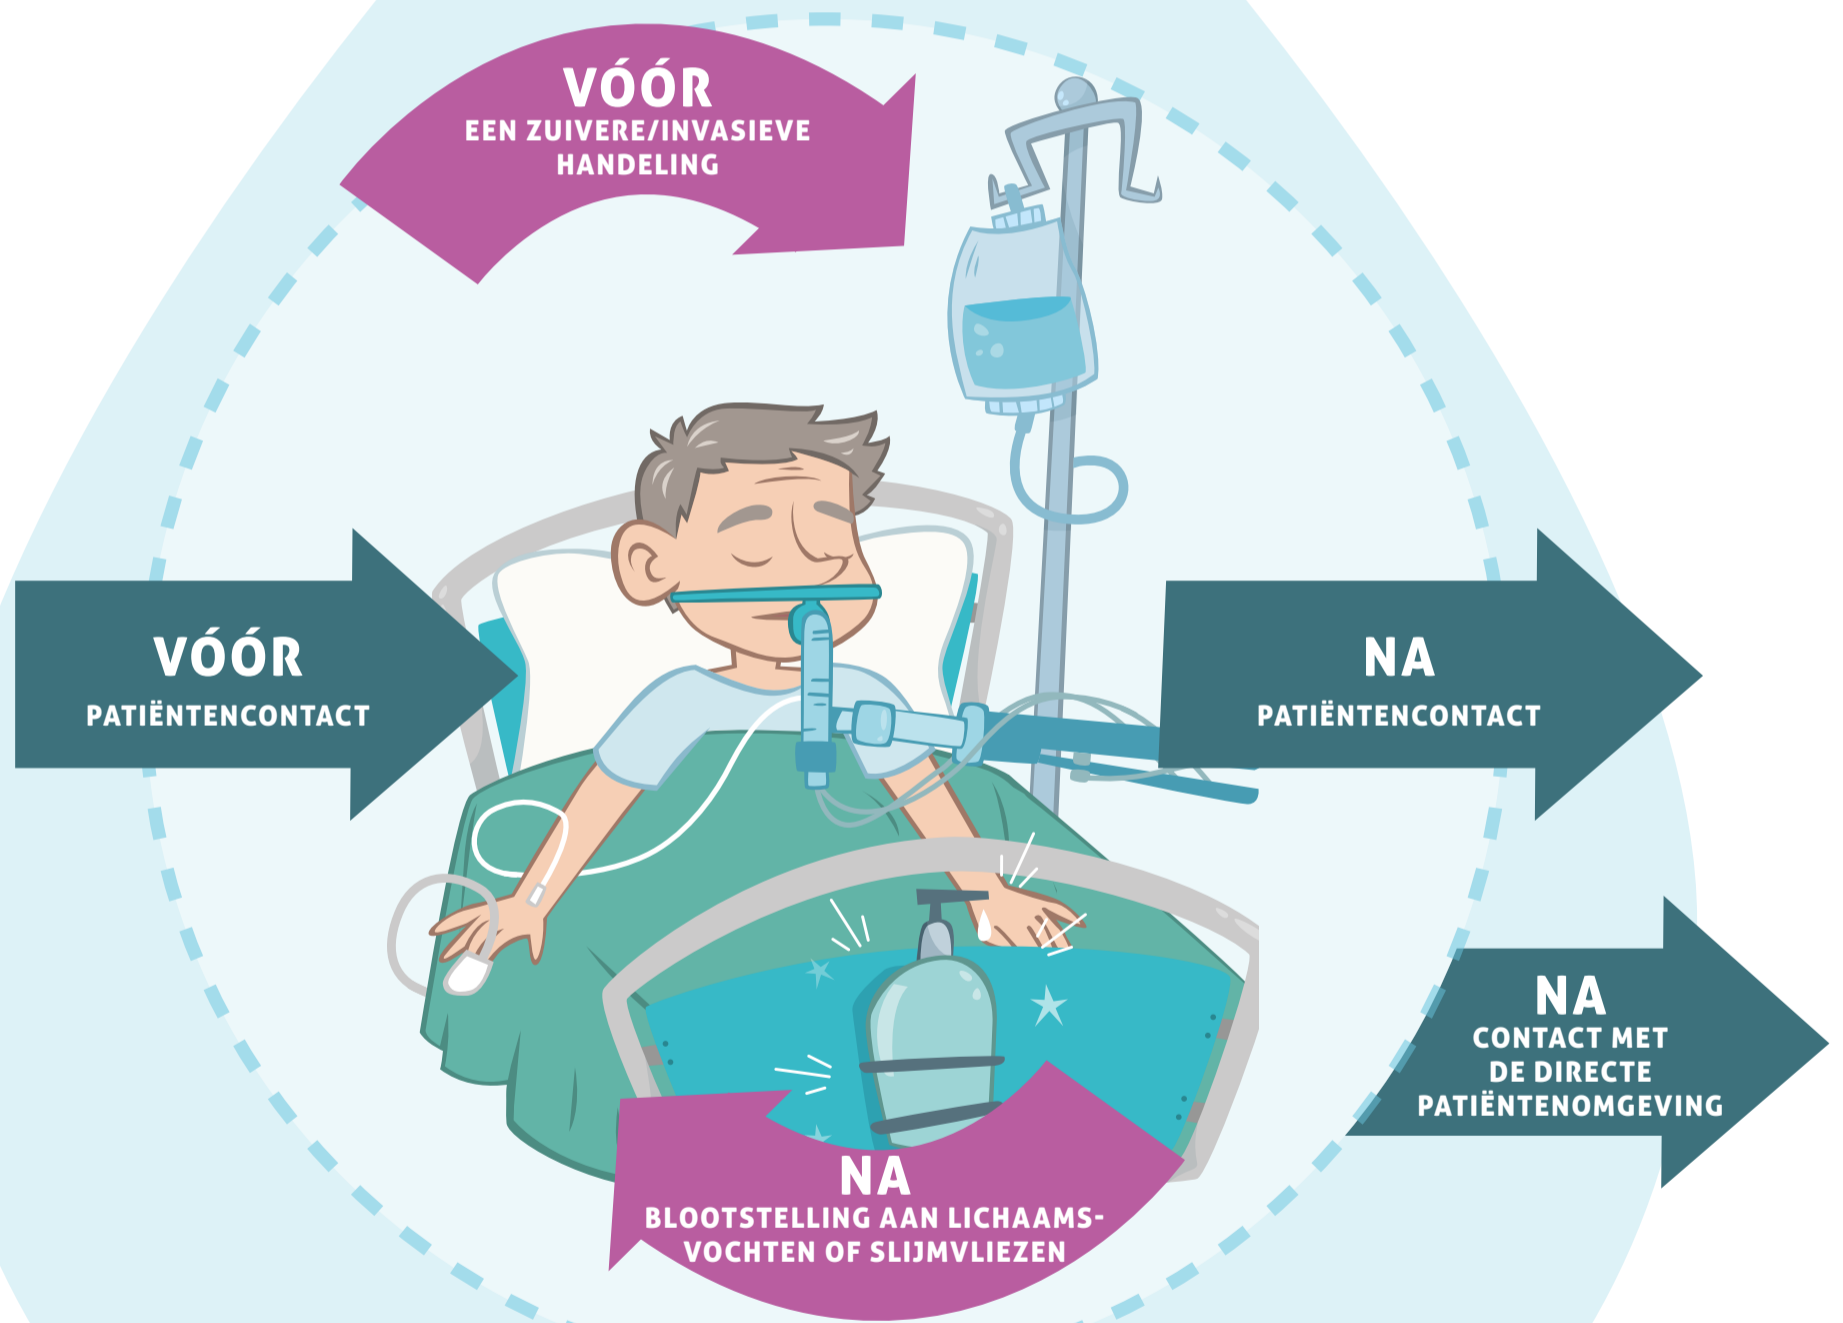 VÓÓR
EEN ZUIVERE/INVASIEVE
HANDELING
VÓÓR
PATIËNTENCONTACT
NA
PATIËNTENCONTACT
NA
CONTACT MET
DE DIRECTE
PATIËNTENOMGEVING
NA
BLOOTSTELLING AAN LICHAAMS-
VOCHTEN OF SLIJMVLIEZEN